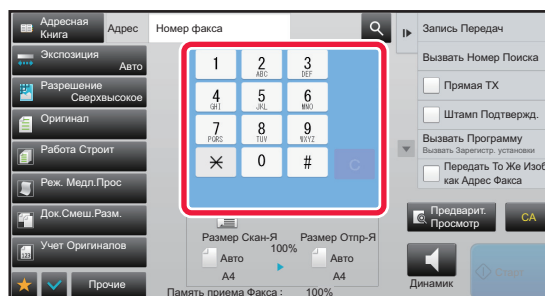 Адресная
Книга
Адрес
Номер факса
Экспозиция
Авто
Разрешение
Сверхвысокое
Оригинал
Работа Строит
Реж. Медл.Прос
Док.Смеш.Разм.
Учет Оригиналов
Прочие
1
2
ABC
3
DEF
4
GHI
5
JKL
6
MNO
7
PQRS
8
TUV
9
WXYZ
0
#
C
Размер Скан-Я
Размер Отпр-Я
100%
Авто
Авто
A4
A4
Память приема Факса : 100%
Запись Передач
Вызвать Номер Поиска
Прямая TX
Штамп Подтвержд.
Вызвать Программу
Вызвать Зарегистр. установки
Передать То Же Изоб
как Адрес Факса
Предварит.
Просмотр
CA
Динамик
Старт